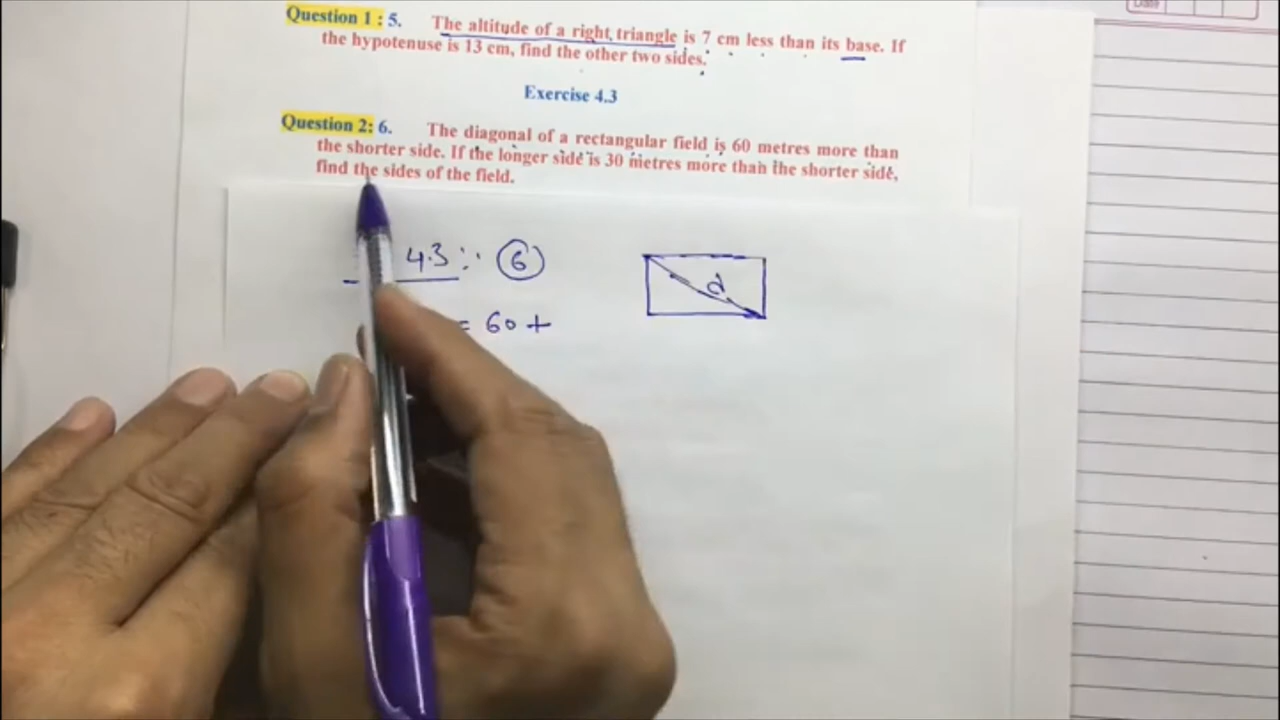 Date
Question 1 : 5. The altitude of a right triangle is 7 cm less than its base. If
the hypotenuse is 13 cm, find the other two sides.
Exercise 4.3
Question 2: 6. The diagonal of a rectangular field is 60 metres more than
the shorter side. If the longer side is 30 metres more than the shorter side,
find the sides of the field.
4.3 : 6
d
= 60 +